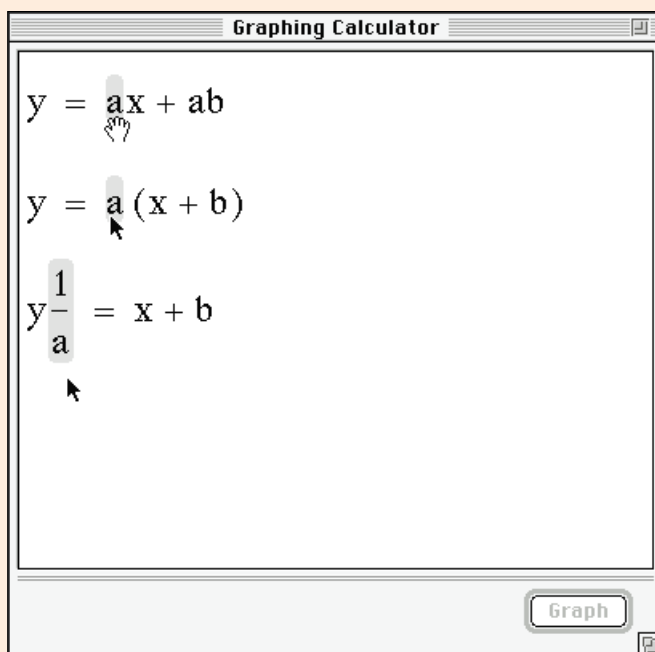 Graphing Calculator
y = ax + ab
y = a (x + b)
y 1/a = x + b
Graph